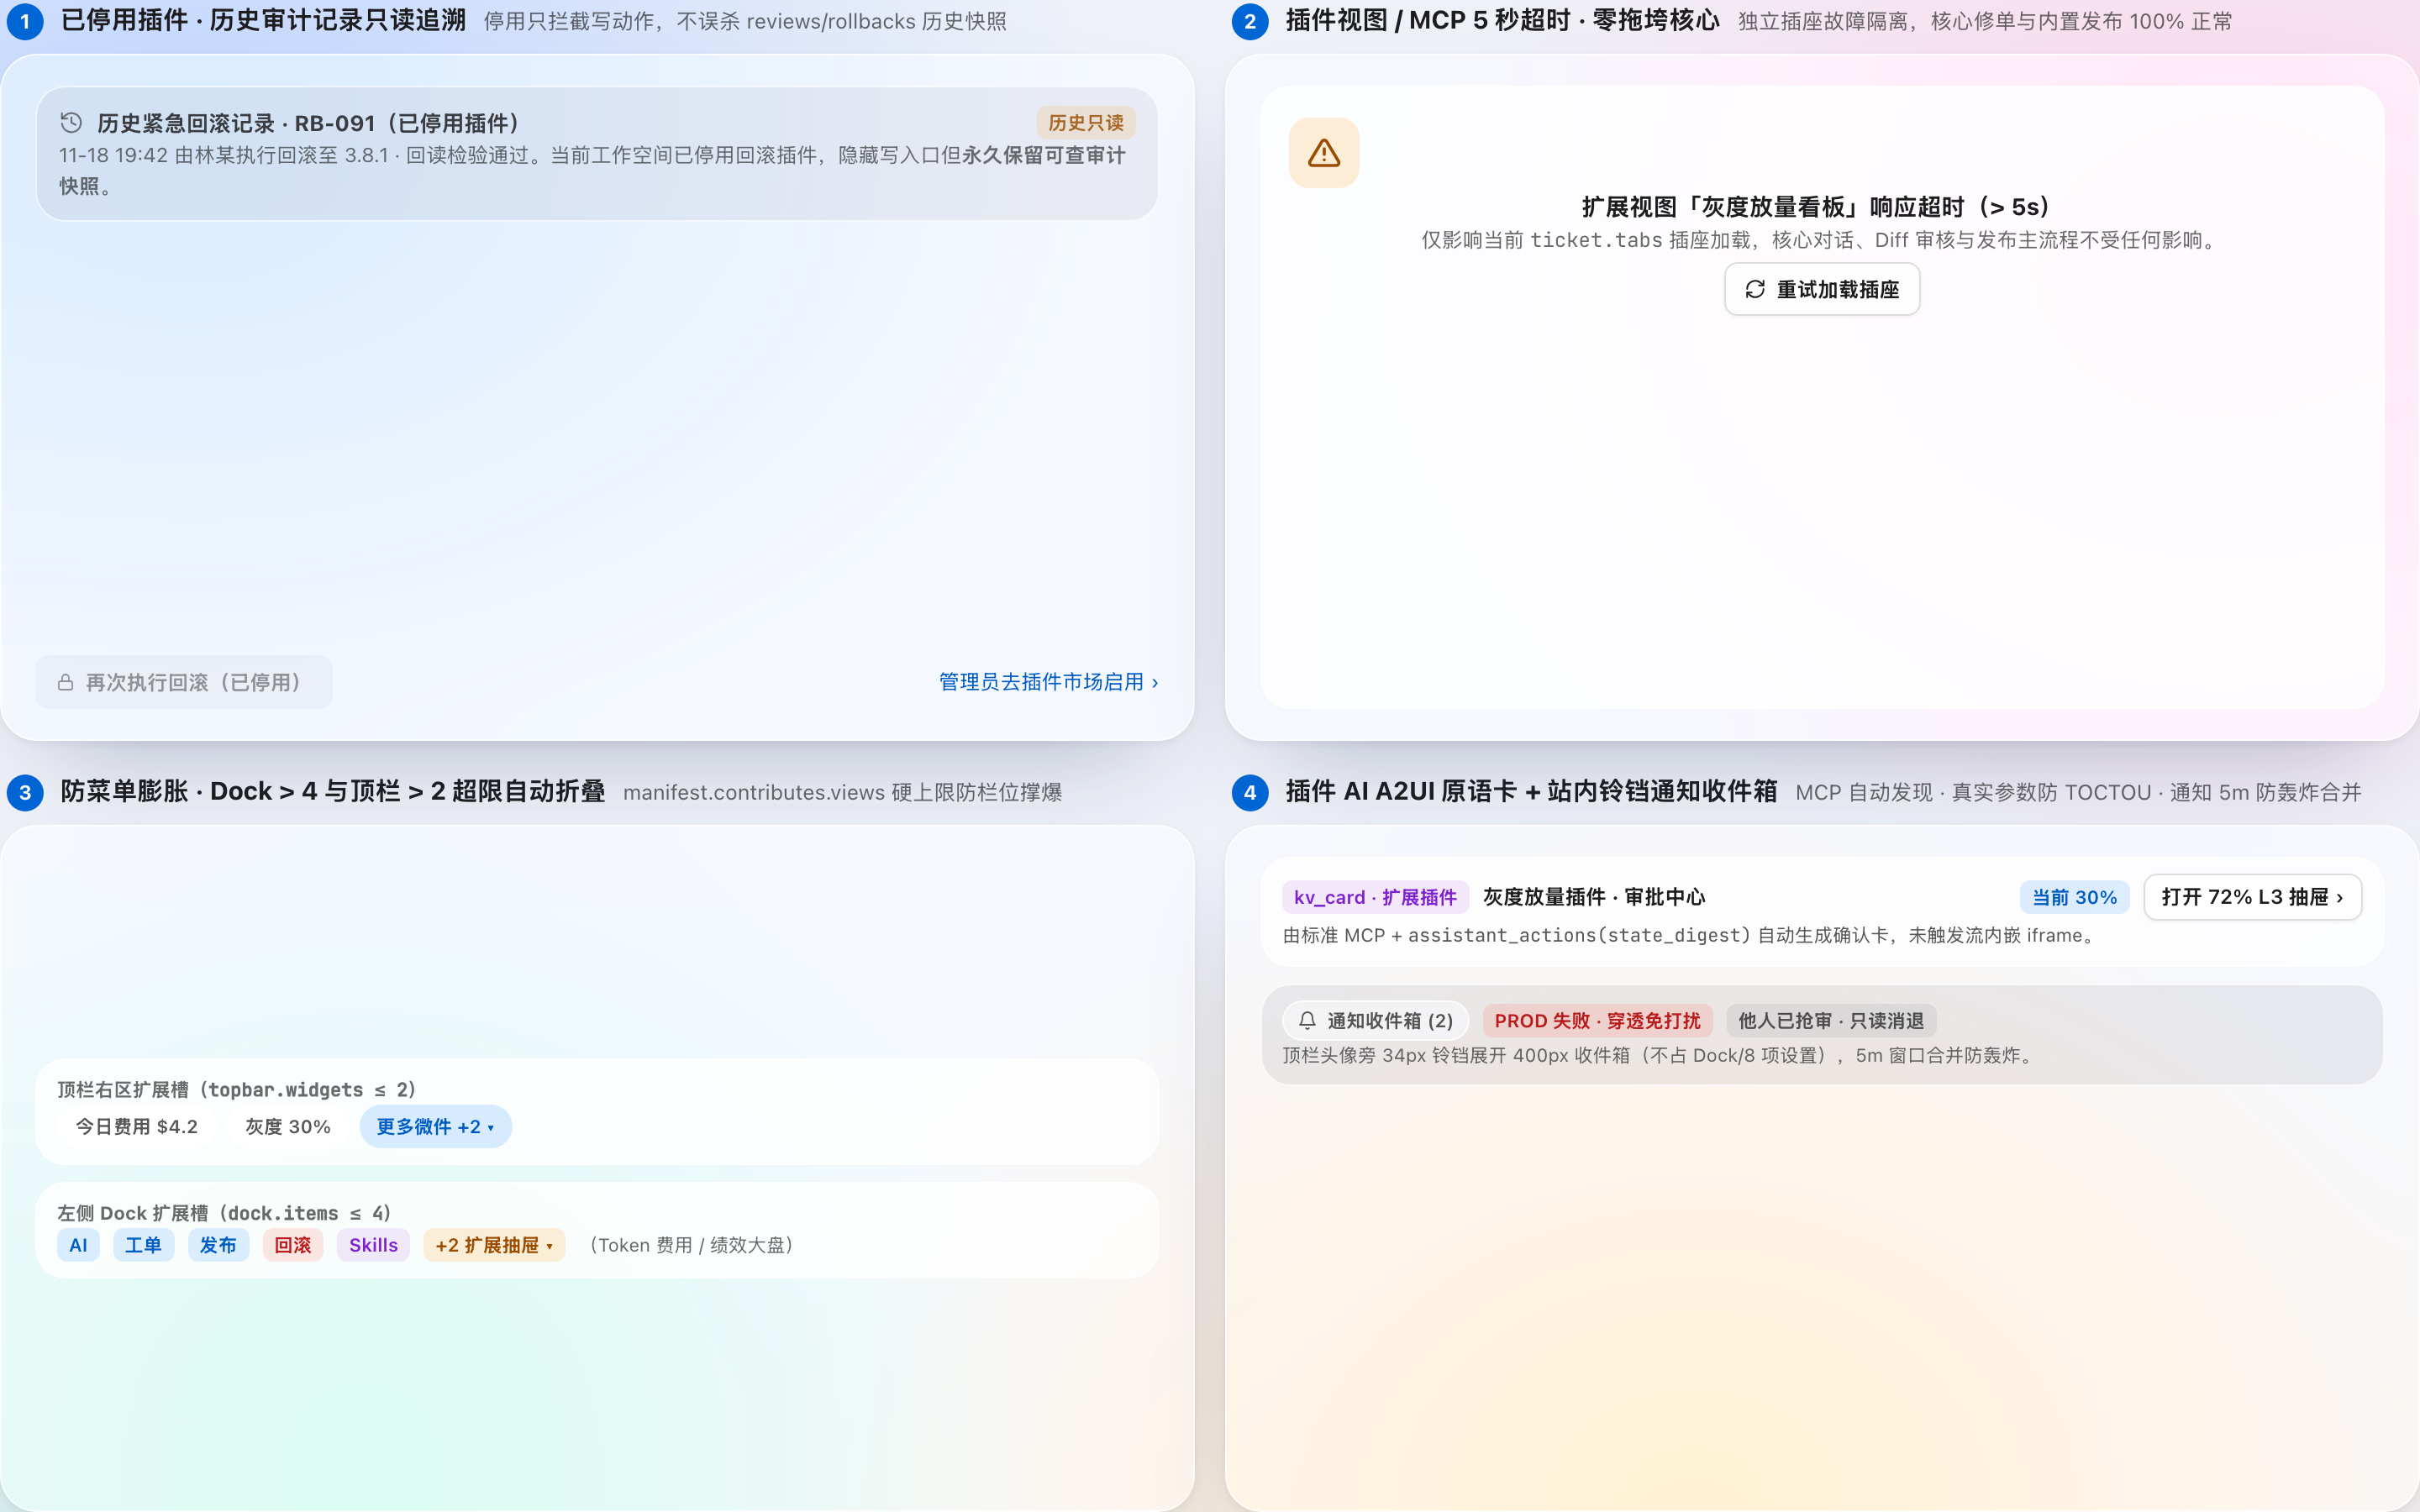 1 已停用插件 · 历史审计记录只读追溯 停用只拦截写动作，不误杀 reviews/rollbacks 历史快照
历史紧急回滚记录 · RB-091（已停用插件） 历史只读
11-18 19:42 由林某执行回滚至 3.8.1 · 回读检验通过。当前工作空间已停用回滚插件，隐藏写入口但永久保留可查审计
快照。
再次执行回滚（已停用） 管理员去插件市场启用 ›
2 插件视图 / MCP 5 秒超时 · 零拖垮核心 独立插座故障隔离，核心修单与内置发布 100% 正常
扩展视图「灰度放量看板」响应超时（> 5s）
仅影响当前 ticket.tabs 插座加载，核心对话、Diff 审核与发布主流程不受任何影响。
重试加载插座
3 防菜单膨胀 · Dock > 4 与顶栏 > 2 超限自动折叠 manifest.contributes.views 硬上限防栏位撑爆
顶栏右区扩展槽（topbar.widgets ≤ 2）
今日费用 $4.2 灰度 30% 更多微件 +2 ▾
左侧 Dock 扩展槽（dock.items ≤ 4）
AI 工单 发布 回滚 Skills +2 扩展抽屉 ▾ （Token 费用 / 绩效大盘）
4 插件 AI A2UI 原语卡 + 站内铃铛通知收件箱 MCP 自动发现 · 真实参数防 TOCTOU · 通知 5m 防轰炸合并
kv_card · 扩展插件 灰度放量插件 · 审批中心 当前 30% 打开 72% L3 抽屉 ›
由标准 MCP + assistant_actions(state_digest) 自动生成确认卡，未触发流内嵌 iframe。
通知收件箱 (2) PROD 失败 · 穿透免打扰 他人已抢审 · 只读消退
顶栏头像旁 34px 铃铛展开 400px 收件箱（不占 Dock/8 项设置），5m 窗口合并防轰炸。